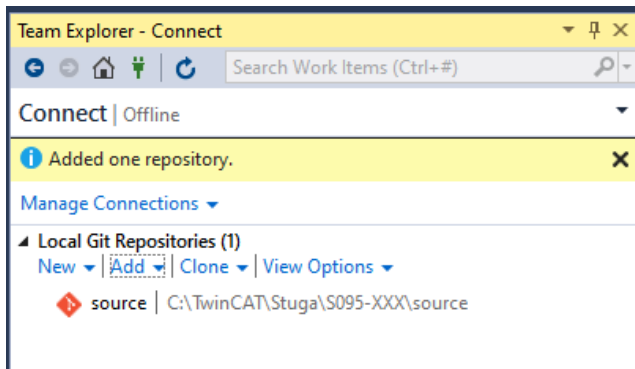 Team Explorer - Connect
Search Work Items (Ctrl+#)
Connect | Offline
Added one repository.
Manage Connections
Local Git Repositories (1)
New | Add | Clone | View Options
source | C:\TwinCAT\Stuga\S095-XXX\source